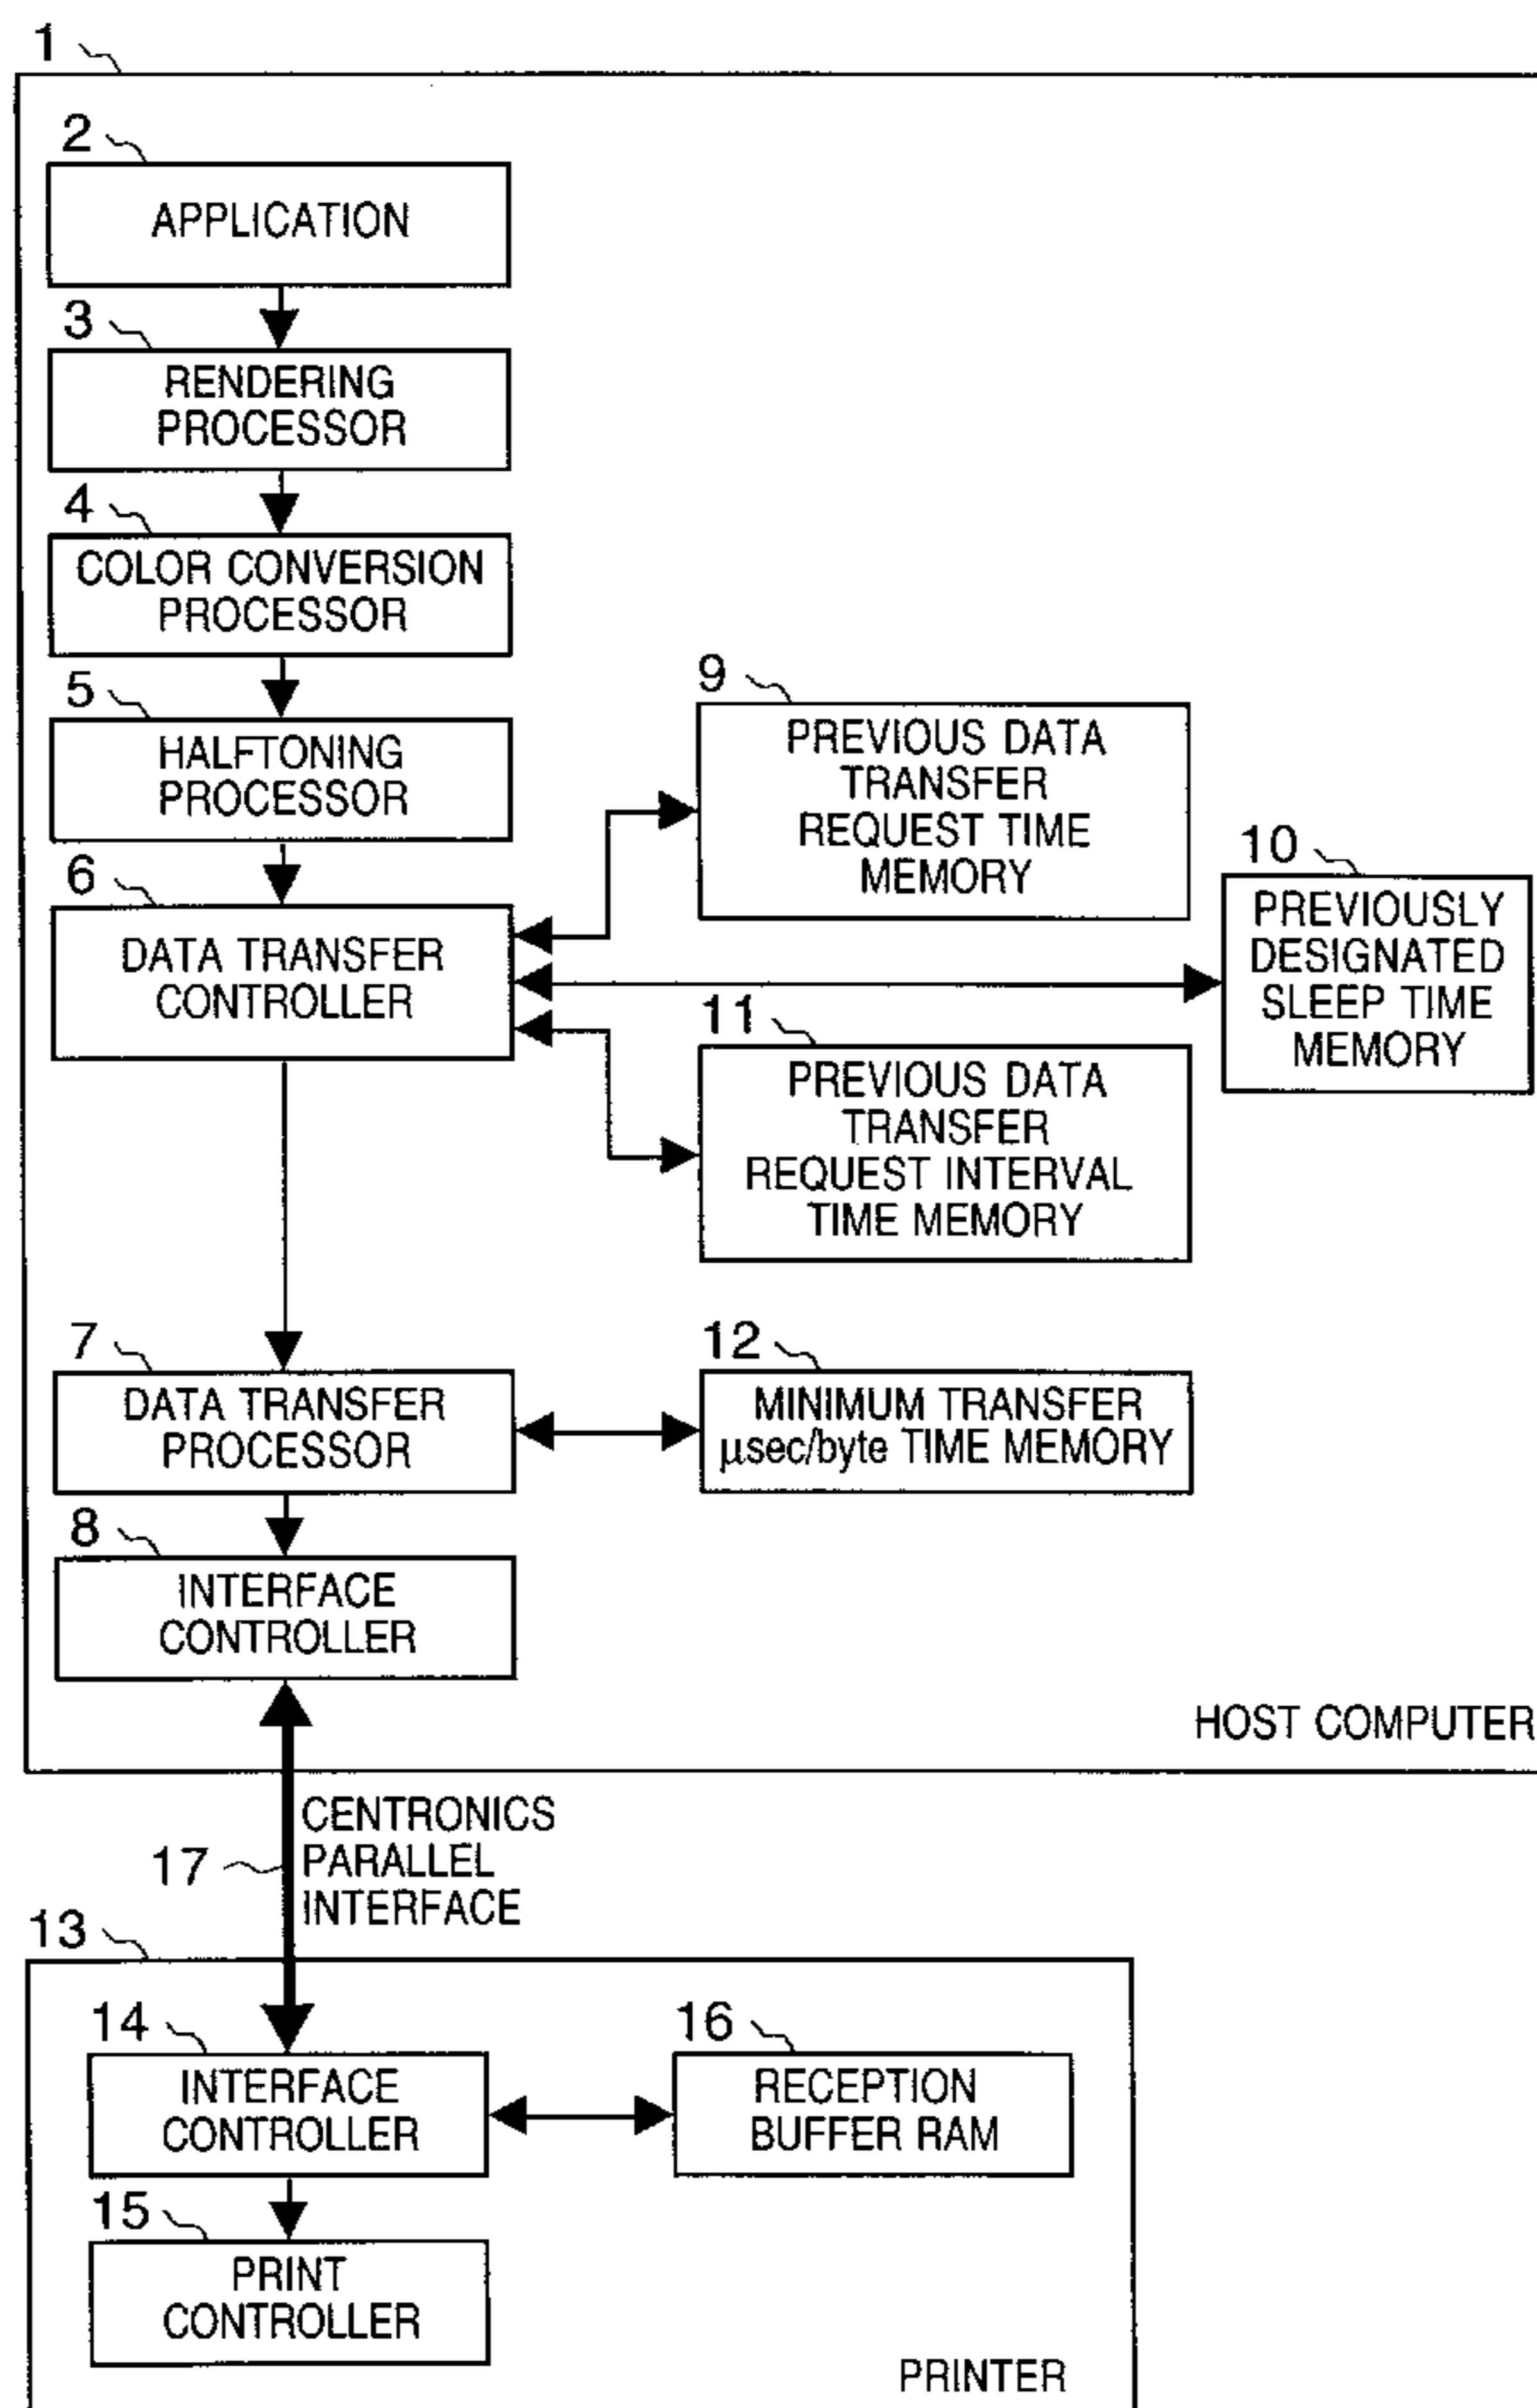 1
2
APPLICATION
3
RENDERING
PROCESSOR
4
COLOR CONVERSION
PROCESSOR
5
HALFTONING
PROCESSOR
6
DATA TRANSFER
CONTROLLER
9
PREVIOUS DATA
TRANSFER
REQUEST TIME
MEMORY
10
PREVIOUSLY
DESIGNATED
SLEEP TIME
MEMORY
11
PREVIOUS DATA
TRANSFER
REQUEST INTERVAL
TIME MEMORY
7
DATA TRANSFER
PROCESSOR
12
MINIMUM TRANSFER
μsec/byte TIME MEMORY
8
INTERFACE
CONTROLLER
HOST COMPUTER
17
CENTRONICS
PARALLEL
INTERFACE
13
14
INTERFACE
CONTROLLER
16
RECEPTION
BUFFER RAM
15
PRINT
CONTROLLER
PRINTER